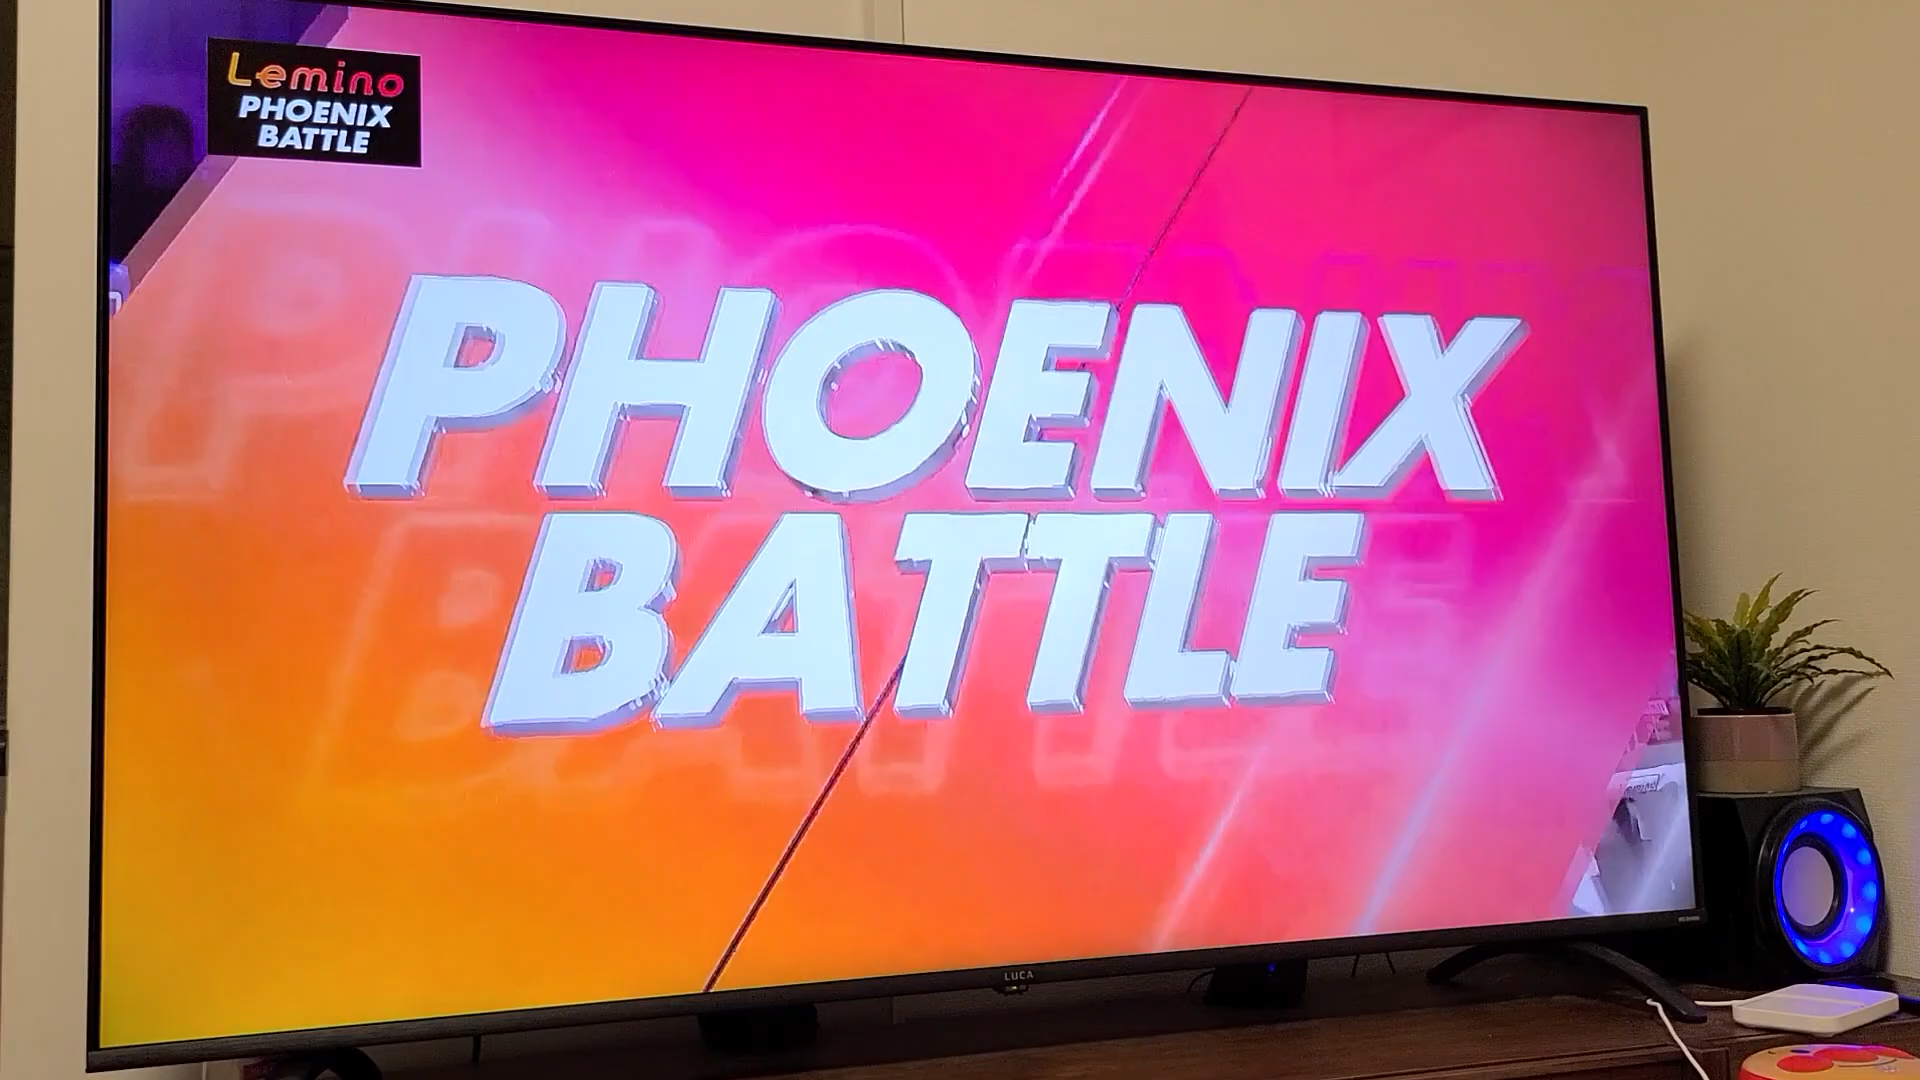 Lemino
PHOENIX
BATTLE
PHOENIX
BATTLE
LUCA